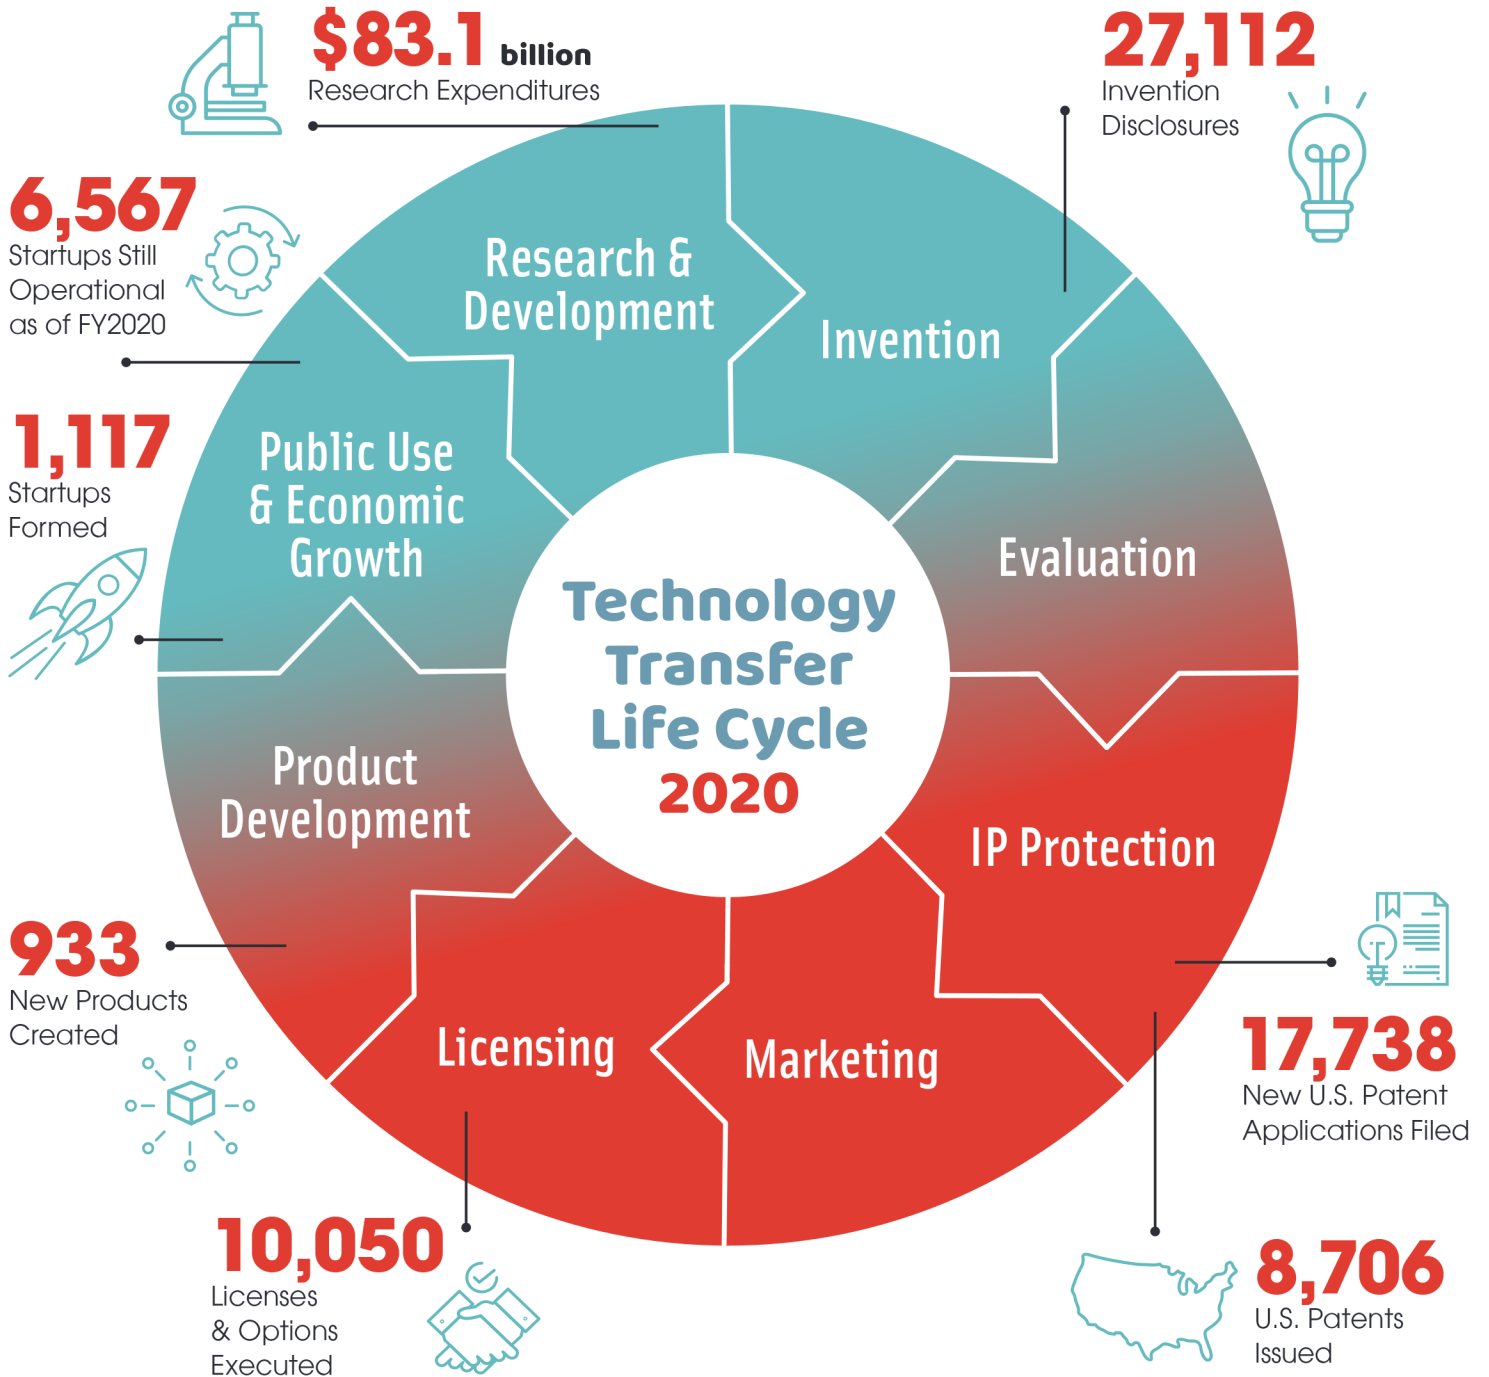 $83.1 billion
Research Expenditures
27,112
Invention
Disclosures
6,567
Startups Still
Operational
as of FY2020
1,117
Startups
Formed
933
New Products
Created
10,050
Licenses
& Options
Executed
17,738
New U.S. Patent
Applications Filed
8,706
U.S. Patents
Issued
Research &
Development
Invention
Evaluation
IP Protection
Marketing
Licensing
Product
Development
Public Use
& Economic
Growth
Technology
Transfer
Life Cycle
2020